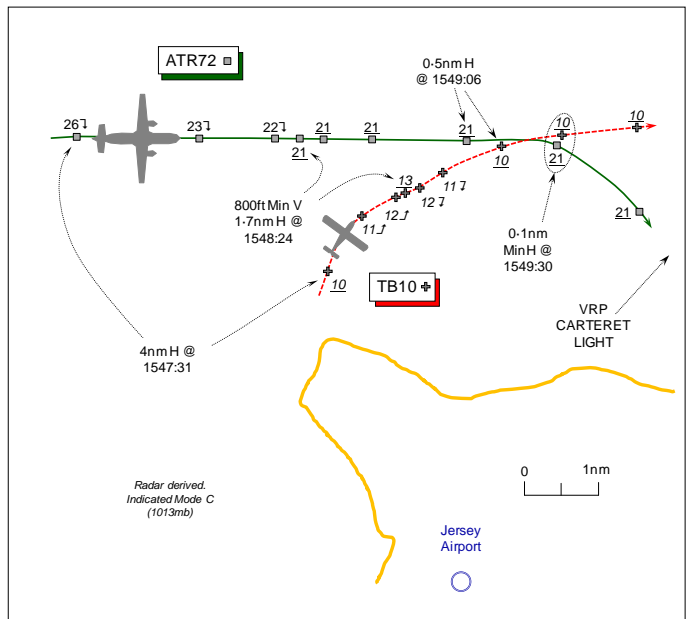 ATR72
0·5nm H
@ 1549:06
26↴
23↴
22↴
21
21
21
21
10
10
21
10
21
800ft Min V
1·7nm H @
1548:24
13
12⤴
12↴
11↴
11⤴
10
10
0·1nm
Min H @
1549:30
21
TB10
VRP
CARTERET
LIGHT
4nm H @
1547:31
Radar derived.
Indicated Mode C
(1013mb)
0 1nm
Jersey
Airport